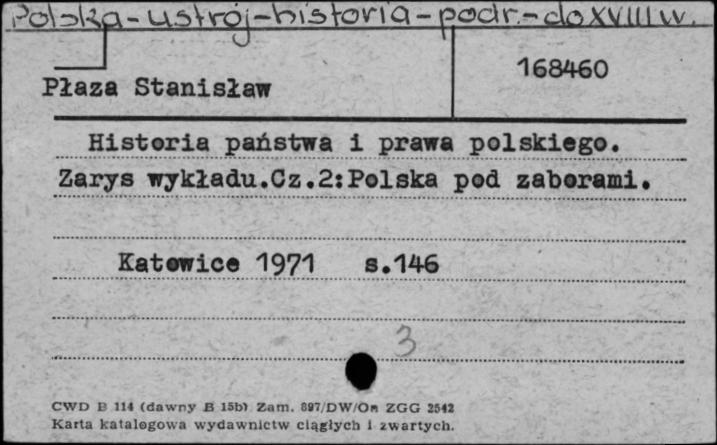 Polska-ustrój-historia-podr.-do XVIII w.
168460
Płaza Stanisław
Historia państwa i prawa polskiego.
Zarys wykładu.Cz.2:Polska pod zaborami.
Katowice 1971 s.146
3
CWD B 114 (dawny B 15b) Zam. 897/DW/On ZGG 2542
Karta katalogowa wydawnictw ciągłych i zwartych.